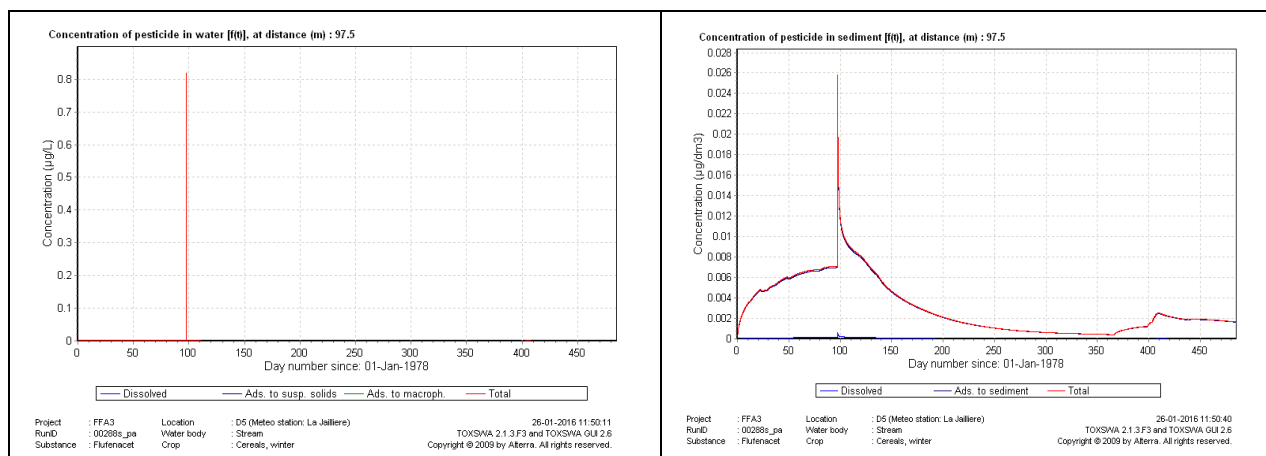 Concentration of pesticide in water [f(t)], at distance (m) : 97.5
Concentration (µg/L)
0.8
0.7
0.6
0.5
0.4
0.3
0.2
0.1
0
0 50 100 150 200 250 300 350 400 450
Day number since: 01-Jan-1978
Dissolved Ads. to susp. solids Ads. to macroph. Total
Project : FFA3 Location : D5 (Meteo station: La Jailliere) 26-01-2016 11:50:11
RunID : 00288s_pa Water body : Stream TOXSWA 2.1.3.F3 and TOXSWA GUI 2.6
Substance : Flufenacet Crop : Cereals, winter Copyright © 2009 by Alterra. All rights reserved.
Concentration of pesticide in sediment [f(t)], at distance (m) : 97.5
Concentration (µg/dm3)
0.028
0.026
0.024
0.022
0.02
0.018
0.016
0.014
0.012
0.01
0.008
0.006
0.004
0.002
0
0 50 100 150 200 250 300 350 400 450
Day number since: 01-Jan-1978
Dissolved Ads. to sediment Total
Project : FFA3 Location : D5 (Meteo station: La Jailliere) 26-01-2016 11:50:40
RunID : 00288s_pa Water body : Stream TOXSWA 2.1.3.F3 and TOXSWA GUI 2.6
Substance : Flufenacet Crop : Cereals, winter Copyright © 2009 by Alterra. All rights reserved.